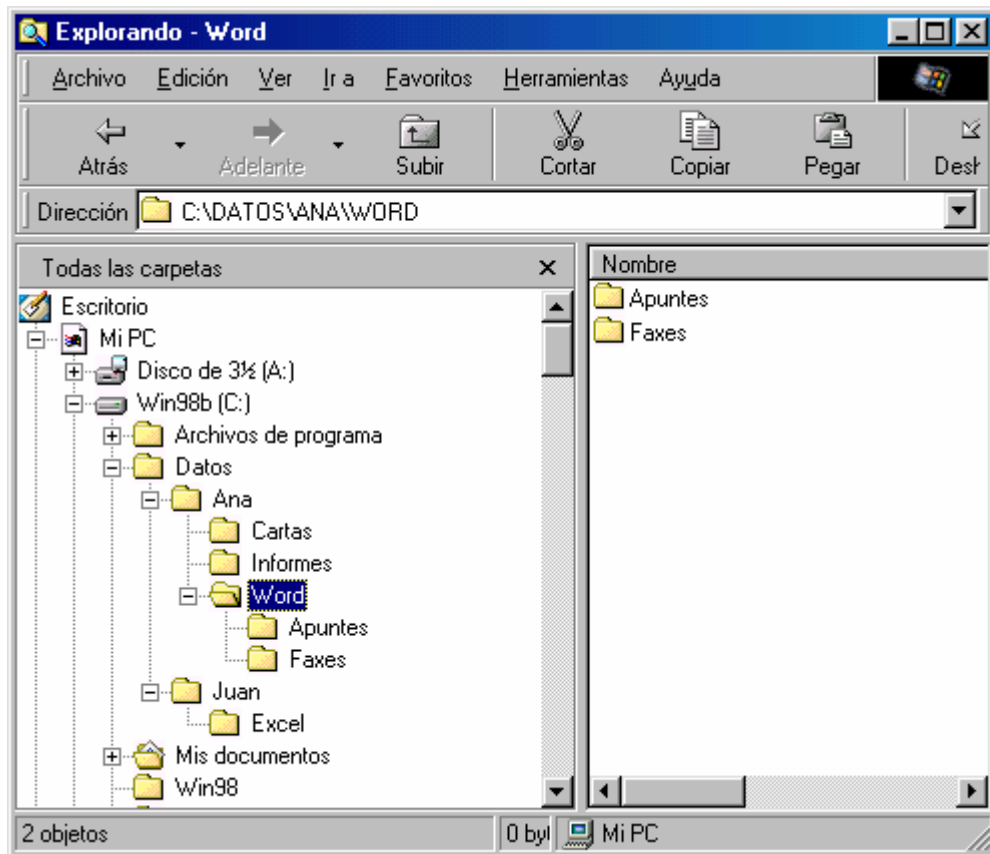 Explorando - Word
Archivo Edición Ver Ir a Favoritos Herramientas Ayuda
Atrás Adelante Subir Cortar Copiar Pegar Desh
Dirección C:\DATOS\ANA\WORD
Todas las carpetas
Escritorio
Mi PC
Disco de 3½ (A:)
Win98b (C:)
Archivos de programa
Datos
Ana
Cartas
Informes
Word
Apuntes
Faxes
Juan
Excel
Mis documentos
Win98
Nombre
Apuntes
Faxes
2 objetos 0 byt Mi PC